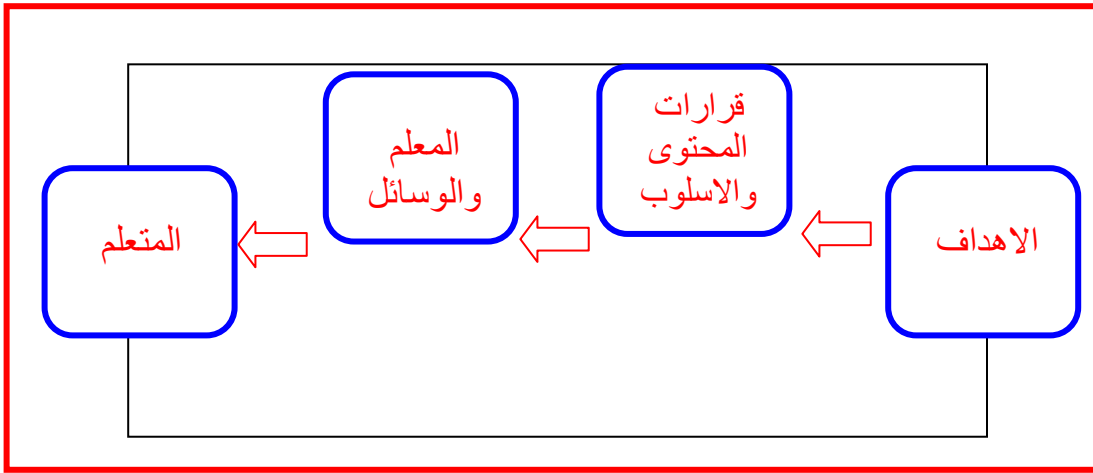 الاهداف
قرارات
المحتوى
والاسلوب
المعلم
والوسائل
المتعلم